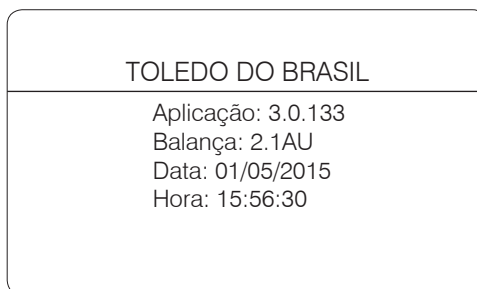 TOLEDO DO BRASIL
Aplicação: 3.0.133
Balança: 2.1AU
Data: 01/05/2015
Hora: 15:56:30